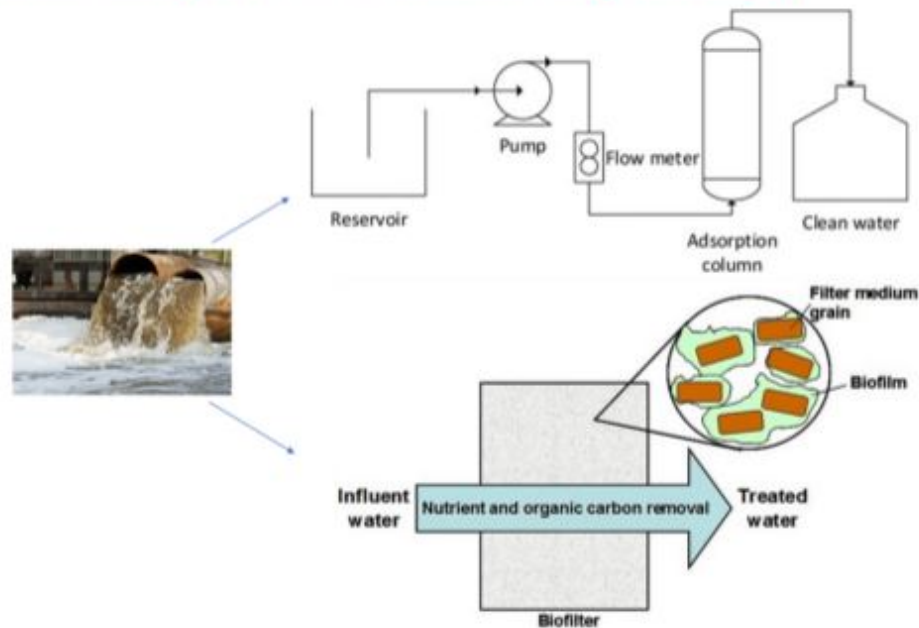 Pump
Flow meter
Reservoir
Adsorption
column
Clean water
Filter medium
grain
Biofilm
Influent
water
Nutrient and organic carbon removal
Treated
water
Biofilter